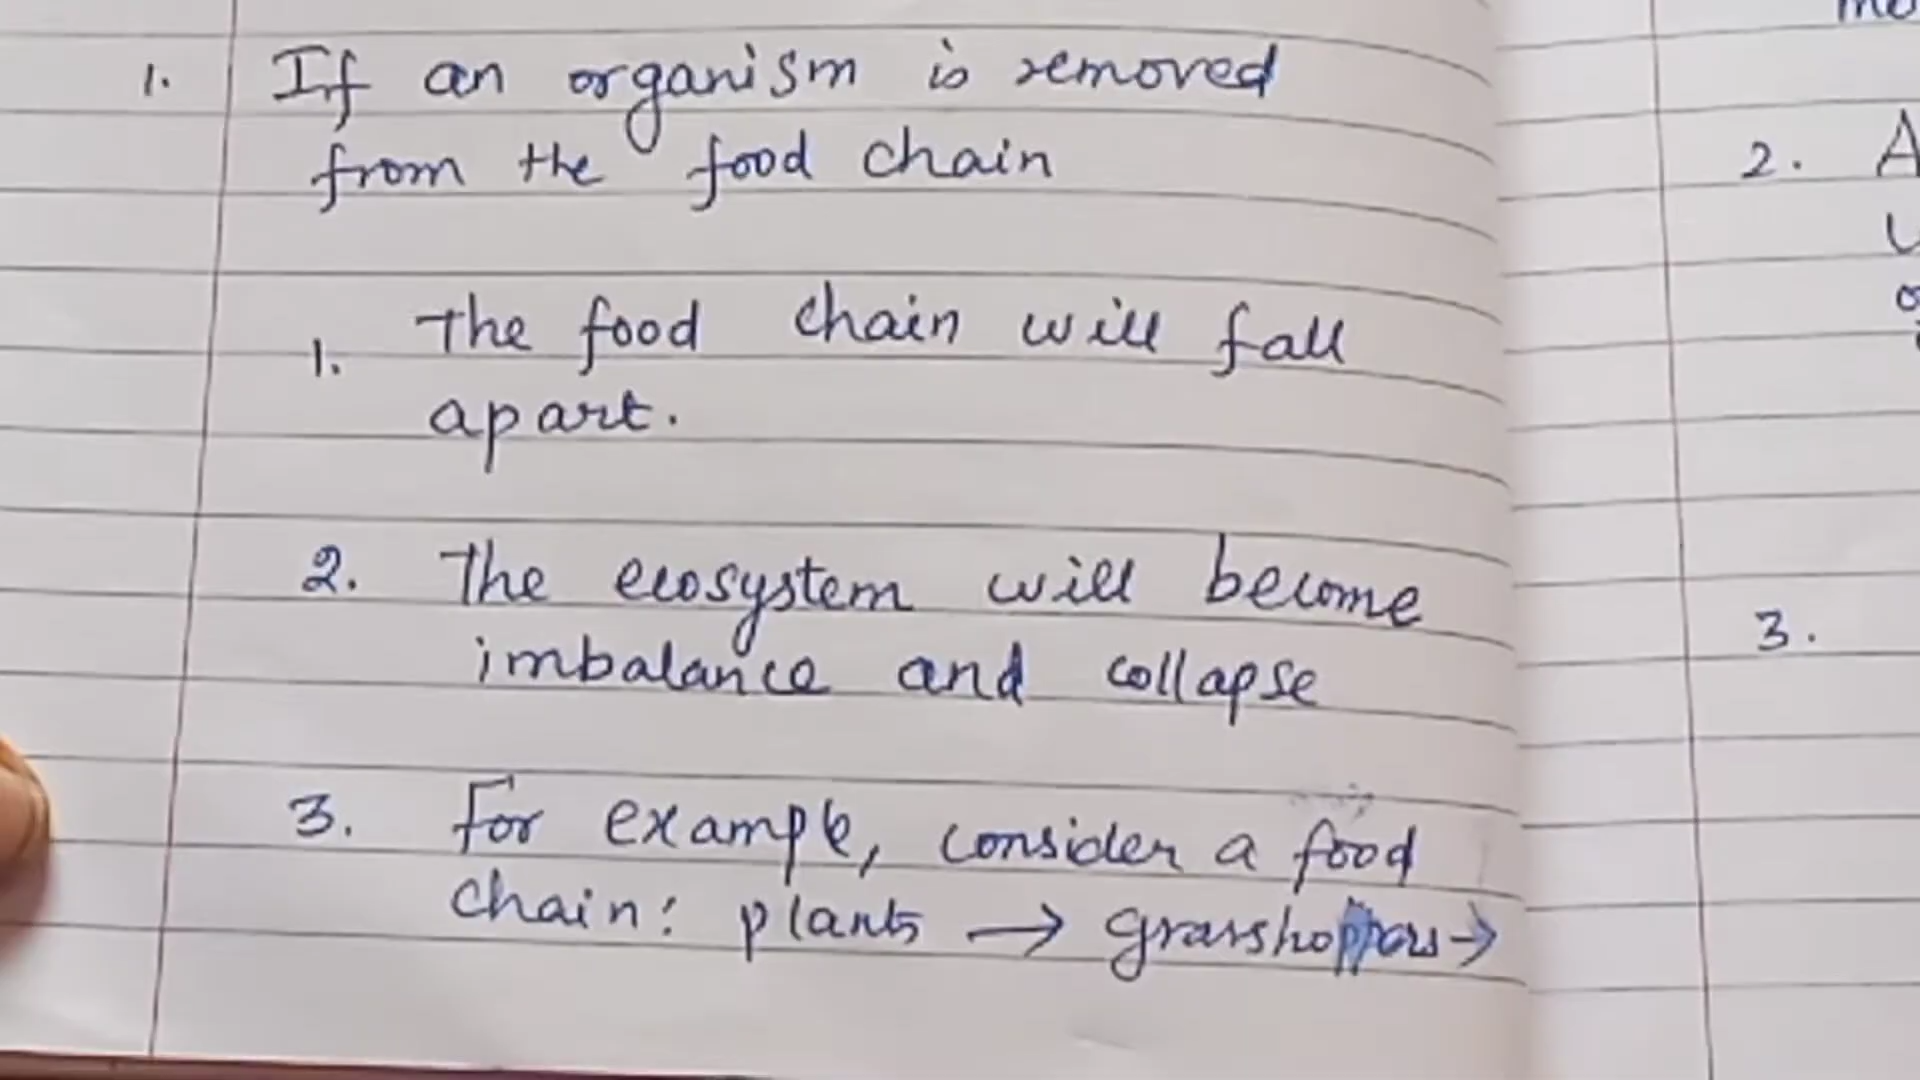 1. If an organism is removed
from the food chain
1. The food chain will fall
apart.
2. The ecosystem will become
imbalance and collapse
3. For example, consider a food
chain: plants → grasshoppers →
2. A
3.